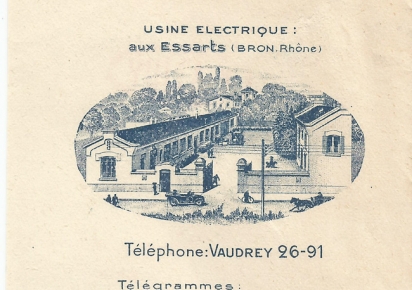 USINE ELECTRIQUE:
aux Essarts (BRON.Rhône)
Téléphone: VAUDREY 26-91
Télégrammes: